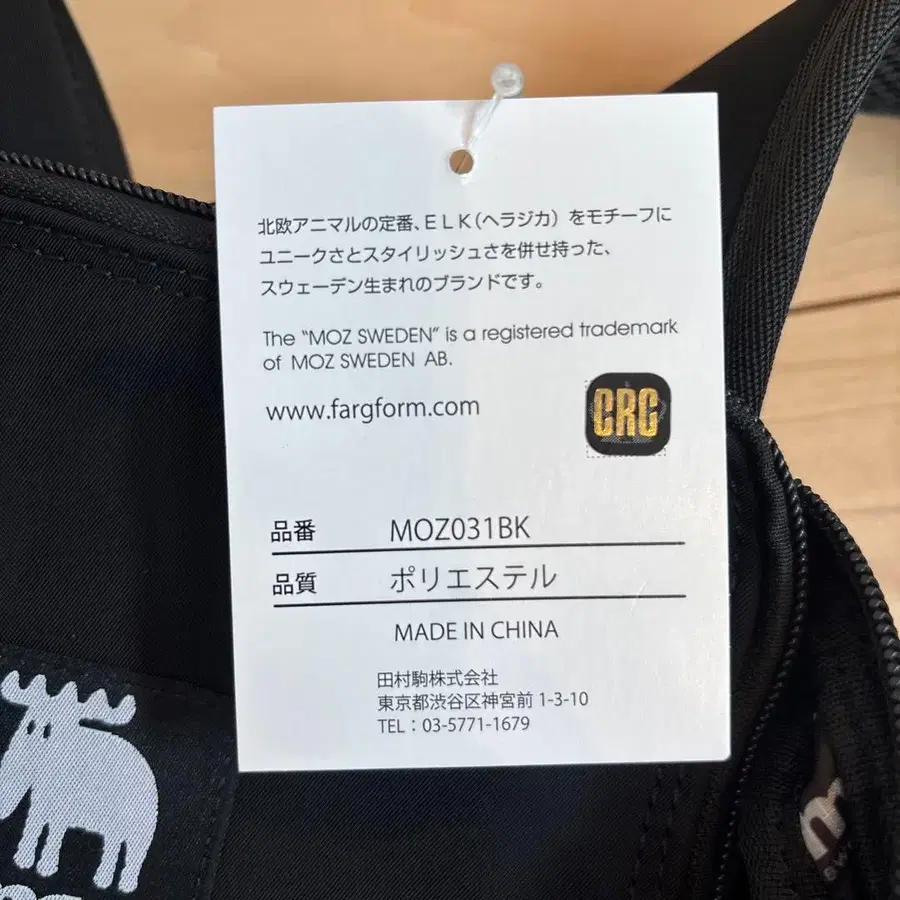 北欧アニマルの定番、ELK（ヘラジカ）をモチーフに
ユニークさとスタイリッシュさを併せ持った、
スウェーデン生まれのブランドです。
The "MOZ SWEDEN" is a registered trademark
of MOZ SWEDEN AB.
www.fargform.com
CRC
品番 MOZ031BK
品質 ポリエステル
MADE IN CHINA
田村駒株式会社
東京都渋谷区神宮前 1-3-10
TEL：03-5771-1679